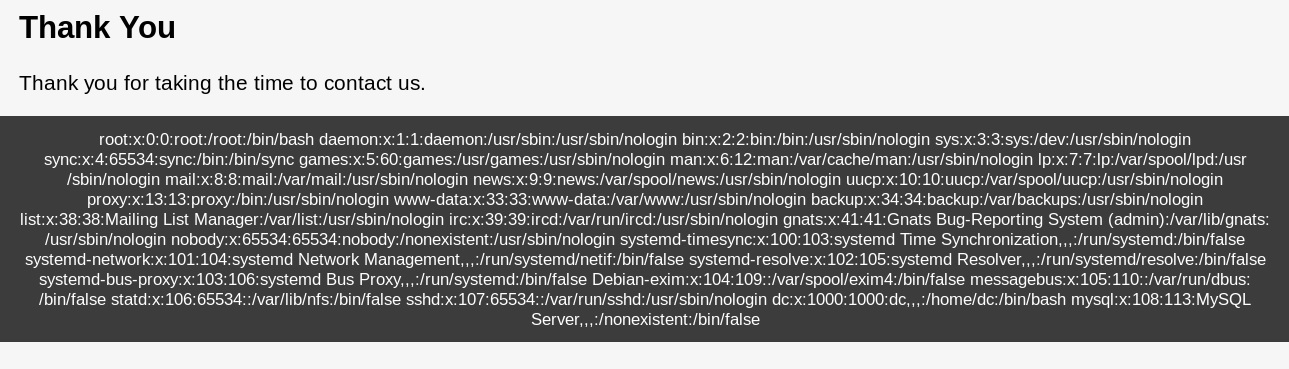 Thank You
Thank you for taking the time to contact us.
root:x:0:0:root:/root:/bin/bash daemon:x:1:1:daemon:/usr/sbin:/usr/sbin/nologin bin:x:2:2:bin:/bin:/usr/sbin/nologin sys:x:3:3:sys:/dev:/usr/sbin/nologin
sync:x:4:65534:sync:/bin:/bin/sync games:x:5:60:games:/usr/games:/usr/sbin/nologin man:x:6:12:man:/var/cache/man:/usr/sbin/nologin lp:x:7:7:lp:/var/spool/lpd:/usr
/sbin/nologin mail:x:8:8:mail:/var/mail:/usr/sbin/nologin news:x:9:9:news:/var/spool/news:/usr/sbin/nologin uucp:x:10:10:uucp:/var/spool/uucp:/usr/sbin/nologin
proxy:x:13:13:proxy:/bin:/usr/sbin/nologin www-data:x:33:33:www-data:/var/www:/usr/sbin/nologin backup:x:34:34:backup:/var/backups:/usr/sbin/nologin
list:x:38:38:Mailing List Manager:/var/list:/usr/sbin/nologin irc:x:39:39:ircd:/var/run/ircd:/usr/sbin/nologin gnats:x:41:41:Gnats Bug-Reporting System (admin):/var/lib/gnats:
/usr/sbin/nologin nobody:x:65534:65534:nobody:/nonexistent:/usr/sbin/nologin systemd-timesync:x:100:103:systemd Time Synchronization,,,:/run/systemd:/bin/false
systemd-network:x:101:104:systemd Network Management,,,:/run/systemd/netif:/bin/false systemd-resolve:x:102:105:systemd Resolver,,,:/run/systemd/resolve:/bin/false
systemd-bus-proxy:x:103:106:systemd Bus Proxy,,,:/run/systemd:/bin/false Debian-exim:x:104:109::/var/spool/exim4:/bin/false messagebus:x:105:110::/var/run/dbus:
/bin/false statd:x:106:65534::/var/lib/nfs:/bin/false sshd:x:107:65534::/var/run/sshd:/usr/sbin/nologin dc:x:1000:1000:dc,,,:/home/dc:/bin/bash mysql:x:108:113:MySQL
Server,,,:/nonexistent:/bin/false